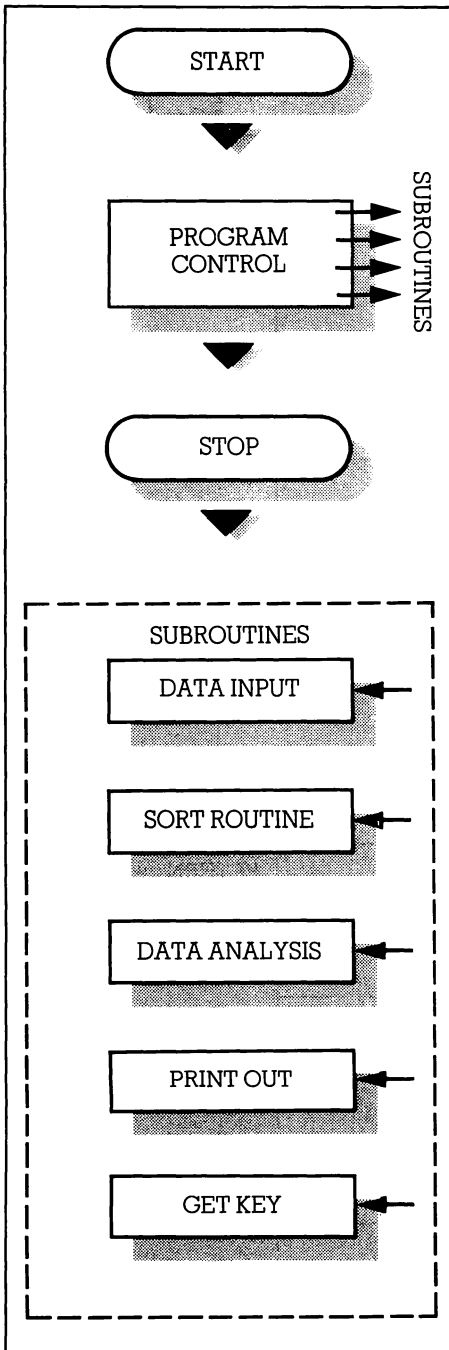 START
PROGRAM
CONTROL
SUBROUTINES
STOP
SUBROUTINES
DATA INPUT
SORT ROUTINE
DATA ANALYSIS
PRINT OUT
GET KEY